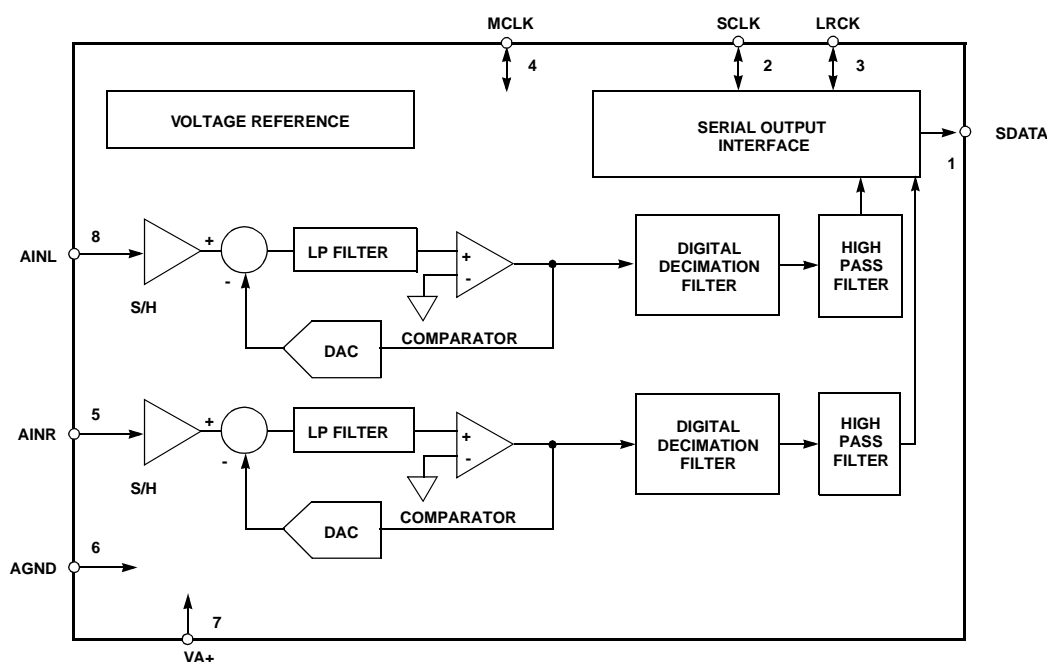 MCLK
SCLK
LRCK
4
2
3
VOLTAGE REFERENCE
SERIAL OUTPUT
INTERFACE
SDATA
1
AINL
8
+
-
S/H
LP FILTER
+
-
COMPARATOR
DAC
DIGITAL
DECIMATION
FILTER
HIGH
PASS
FILTER
AINR
5
+
-
S/H
LP FILTER
+
-
COMPARATOR
DAC
DIGITAL
DECIMATION
FILTER
HIGH
PASS
FILTER
AGND
6
7
VA+